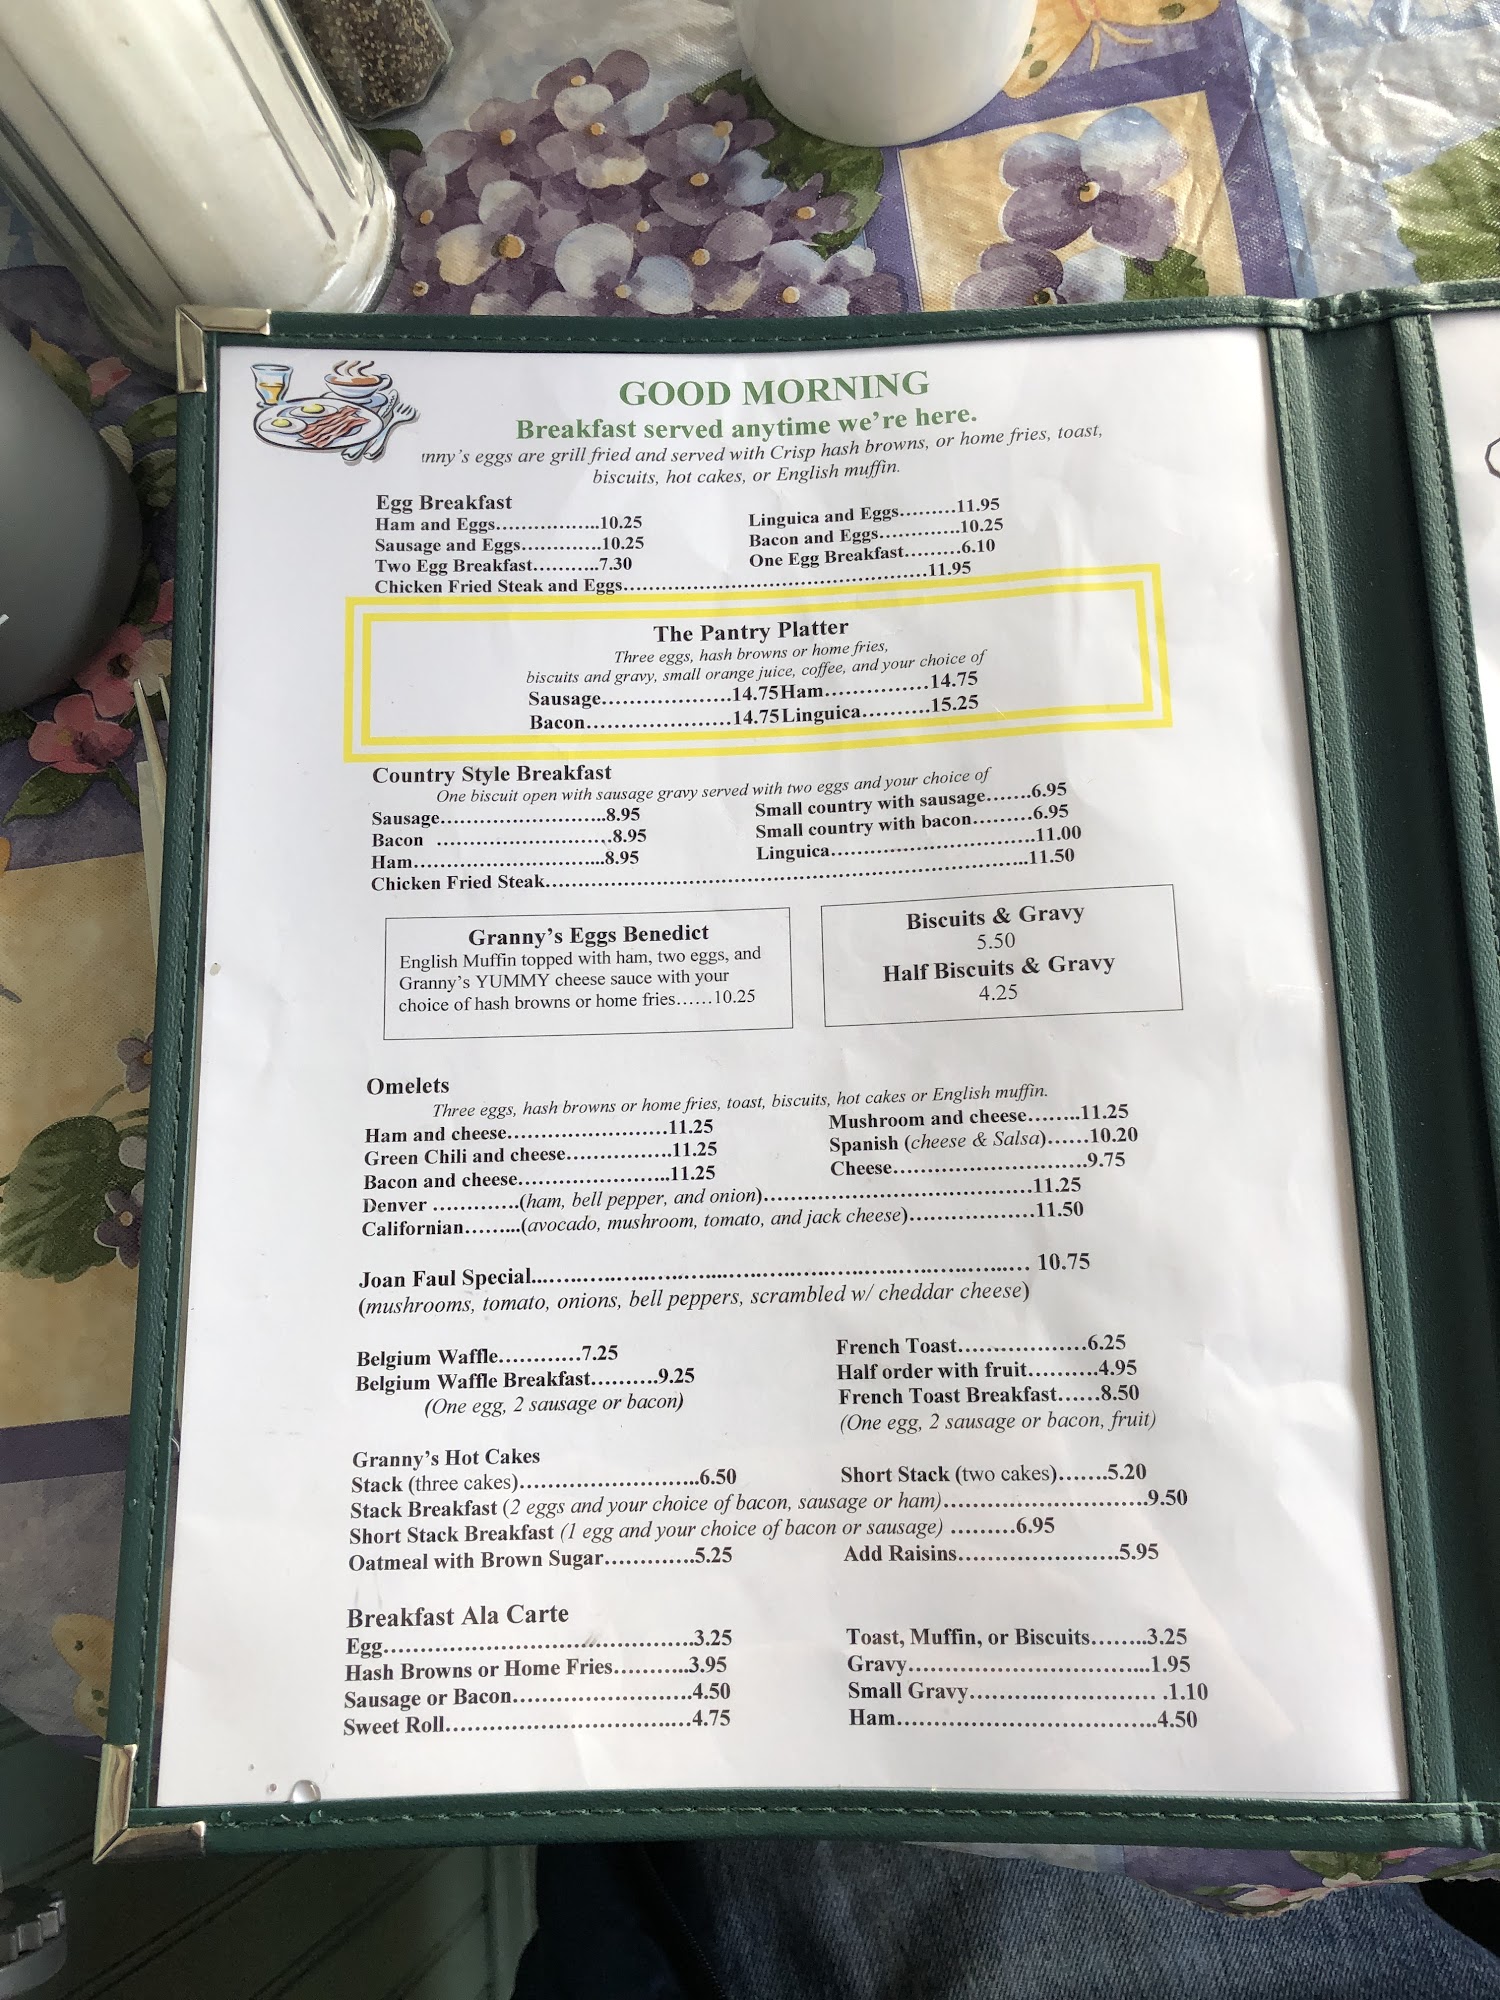 GOOD MORNING
Breakfast served anytime we're here.
nny's eggs are grill fried and served with Crisp hash browns, or home fries, toast,
biscuits, hot cakes, or English muffin.
Egg Breakfast
Ham and Eggs................10.25 Linguica and Eggs.........11.95
Sausage and Eggs............10.25 Bacon and Eggs............10.25
Two Egg Breakfast..........7.30 One Egg Breakfast.........6.10
Chicken Fried Steak and Eggs.............................................11.95
The Pantry Platter
Three eggs, hash browns or home fries,
biscuits and gravy, small orange juice, coffee, and your choice of
Sausage....................14.75 Ham................14.75
Bacon......................14.75 Linguica..........15.25
Country Style Breakfast
One biscuit open with sausage gravy served with two eggs and your choice of
Sausage.........................8.95 Small country with sausage.......6.95
Bacon ..........................8.95 Small country with bacon.........6.95
Ham.............................8.95 Linguica...............................11.00
Chicken Fried Steak.......................................................................11.50
Granny's Eggs Benedict
English Muffin topped with ham, two eggs, and
Granny's YUMMY cheese sauce with your
choice of hash browns or home fries......10.25
Biscuits & Gravy
5.50
Half Biscuits & Gravy
4.25
Omelets
Three eggs, hash browns or home fries, toast, biscuits, hot cakes or English muffin.
Ham and cheese........................11.25 Mushroom and cheese........11.25
Green Chili and cheese................11.25 Spanish (cheese & Salsa)......10.20
Bacon and cheese.......................11.25 Cheese.............................9.75
Denver .............(ham, bell pepper, and onion)........................................11.25
Californian.........(avocado, mushroom, tomato, and jack cheese)...................11.50
Joan Faul Special........................................................................... 10.75
(mushrooms, tomato, onions, bell peppers, scrambled w/ cheddar cheese)
Belgium Waffle............7.25 French Toast...................6.25
Belgium Waffle Breakfast..........9.25 Half order with fruit..........4.95
(One egg, 2 sausage or bacon) French Toast Breakfast......8.50
(One egg, 2 sausage or bacon, fruit)
Granny's Hot Cakes
Stack (three cakes)...........................6.50 Short Stack (two cakes).......5.20
Stack Breakfast (2 eggs and your choice of bacon, sausage or ham)...............................9.50
Short Stack Breakfast (1 egg and your choice of bacon or sausage) .........6.95
Oatmeal with Brown Sugar.............5.25 Add Raisins........................5.95
Breakfast Ala Carte
Egg..............................................3.25 Toast, Muffin, or Biscuits........3.25
Hash Browns or Home Fries...........3.95 Gravy....................................1.95
Sausage or Bacon...........................4.50 Small Gravy............................ .1.10
Sweet Roll.....................................4.75 Ham.......................................4.50